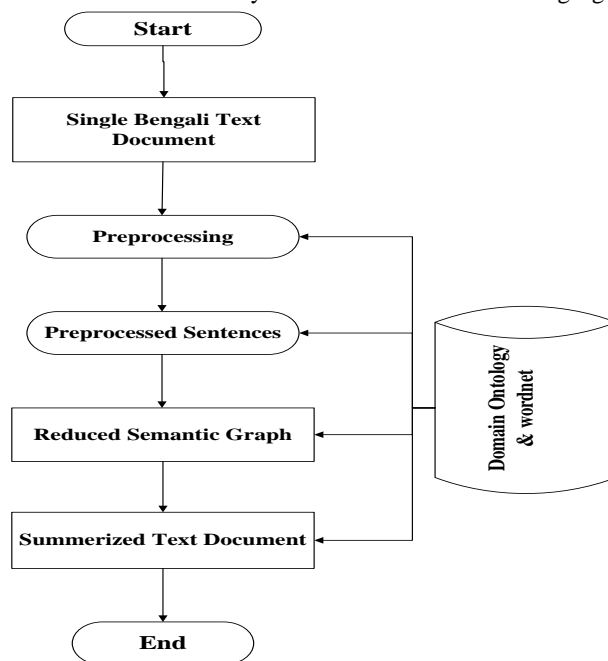 Start
Single Bengali Text
Document
Preprocessing
Preprocessed Sentences
Domain Ontology
& wordnet
Reduced Semantic Graph
Summerized Text Document
End